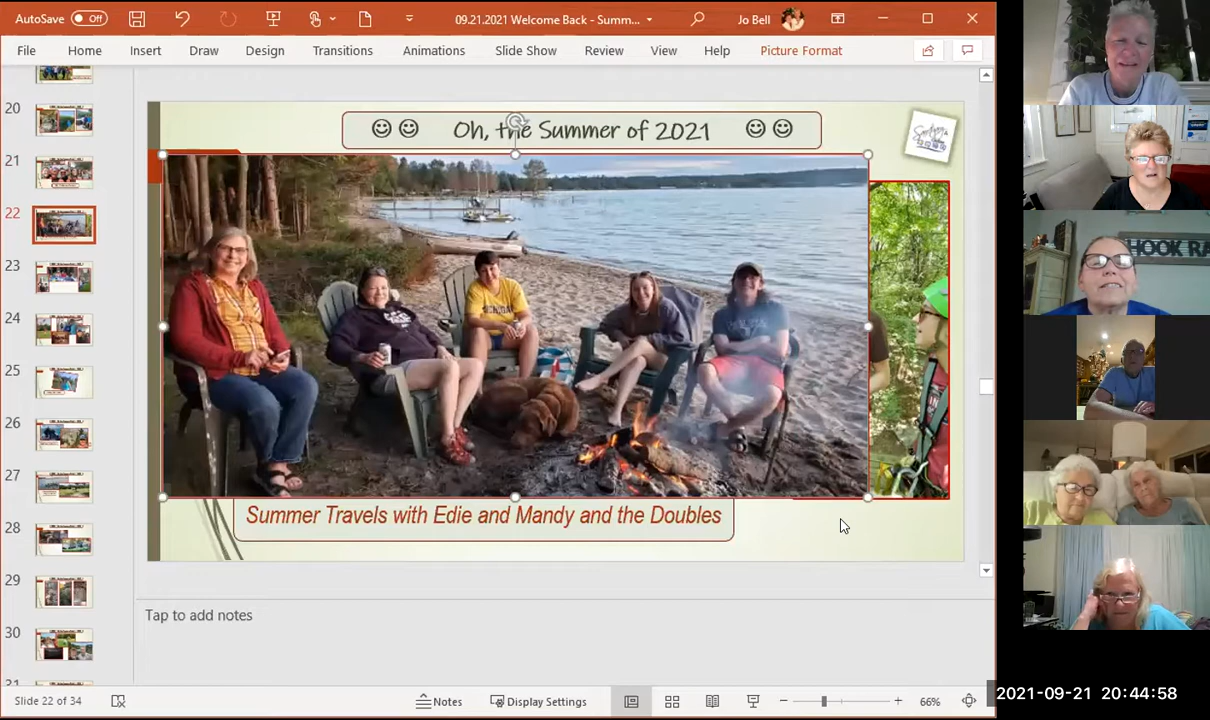 AutoSave Off 09.21.2021 Welcome Back - Summ... Jo Bell
File Home Insert Draw Design Transitions Animations Slide Show Review View Help Picture Format
20
21
22
23
24
25
26
27
28
29
30
Oh, the Summer of 2021
Summer Travels with Edie and Mandy and the Doubles
HOOK RA
Tap to add notes
Slide 22 of 34 Notes Display Settings 66%
2021-09-21 20:44:58